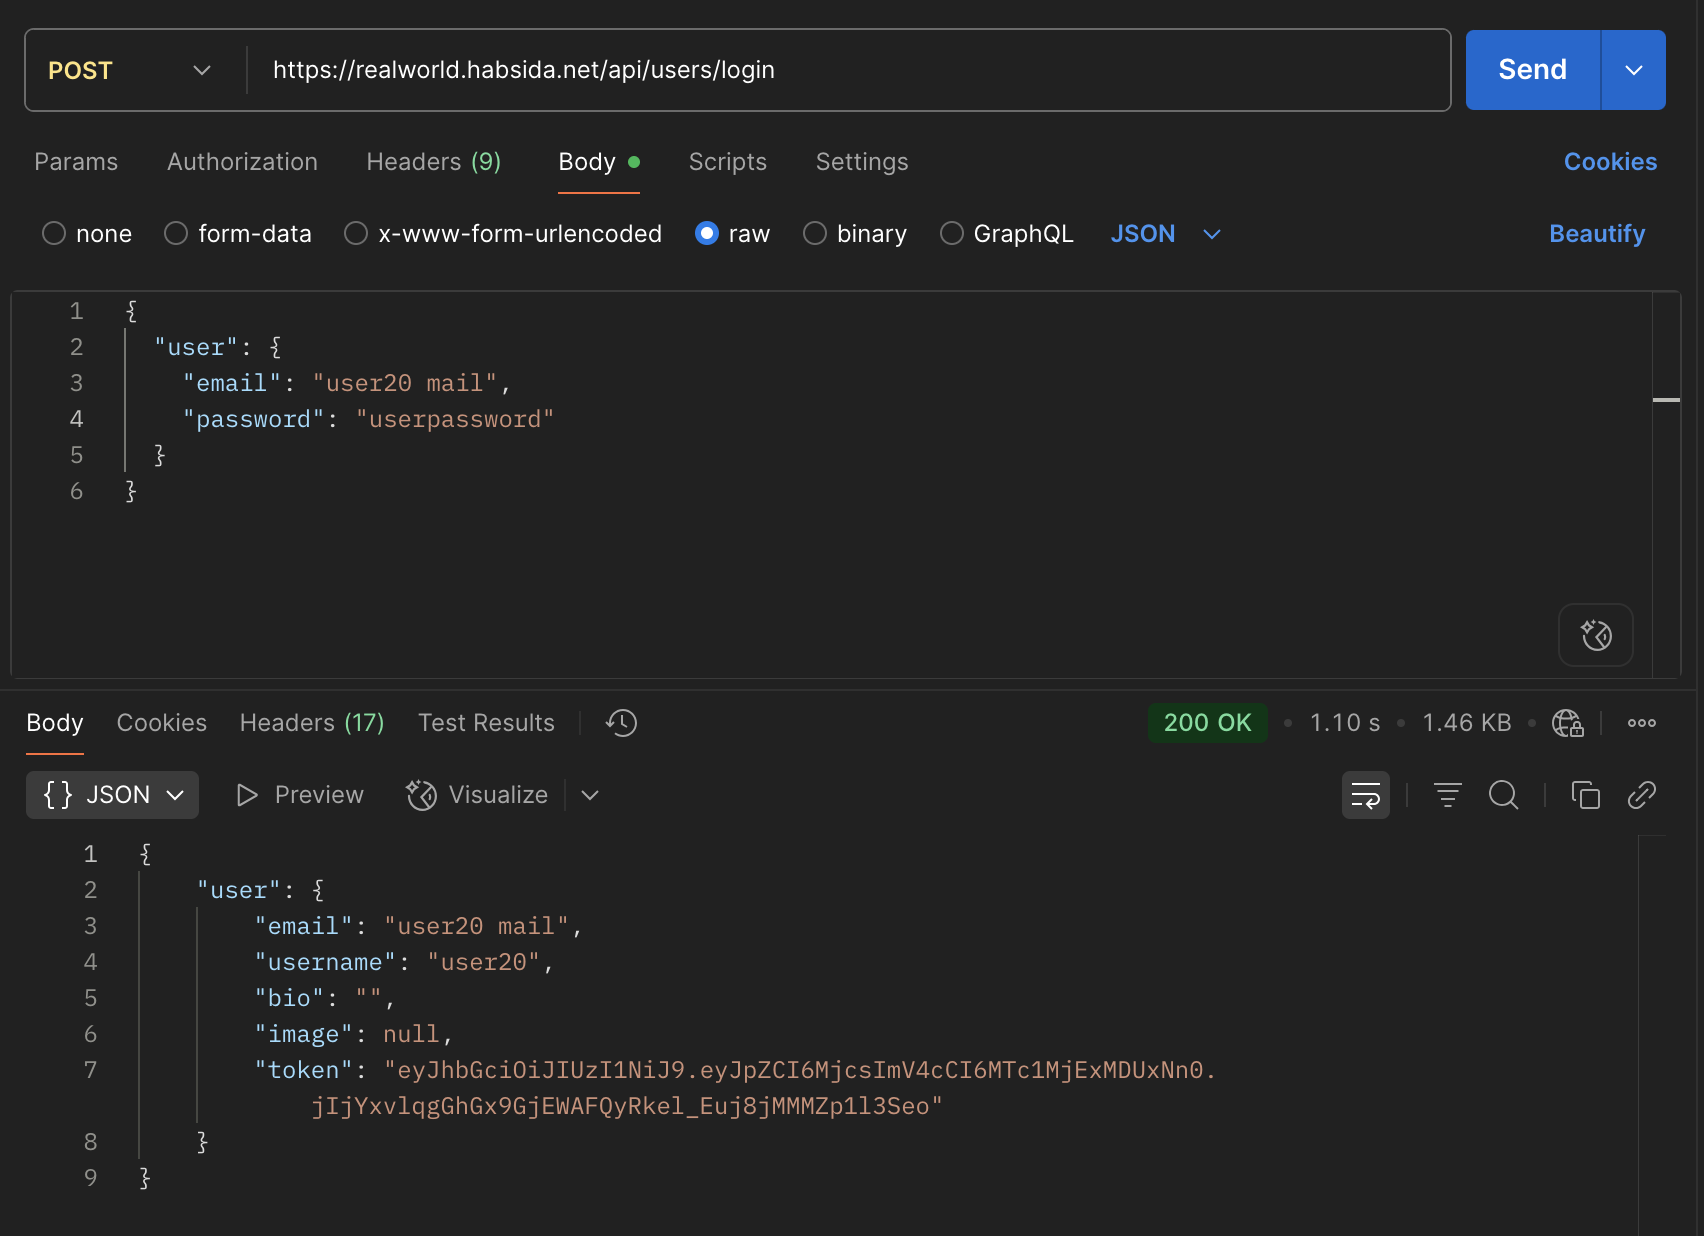 POST https://realworld.habsida.net/api/users/login Send
Params Authorization Headers (9) Body Scripts Settings Cookies
none form-data x-www-form-urlencoded raw binary GraphQL JSON Beautify
1 {
2 "user": {
3 "email": "user20 mail",
4 "password": "userpassword"
5 }
6 }
Body Cookies Headers (17) Test Results 200 OK • 1.10 s • 1.46 KB •
{} JSON Preview Visualize
1 {
2 "user": {
3 "email": "user20 mail",
4 "username": "user20",
5 "bio": "",
6 "image": null,
7 "token": "eyJhbGciOiJIUzI1NiJ9.eyJpZCI6MjcsImV4cCI6MTc1MjExMDUxNn0.
jIjYxvlqgGhGx9GjEWAFQyRkel_Euj8jMMMZp1l3Seo"
8 }
9 }